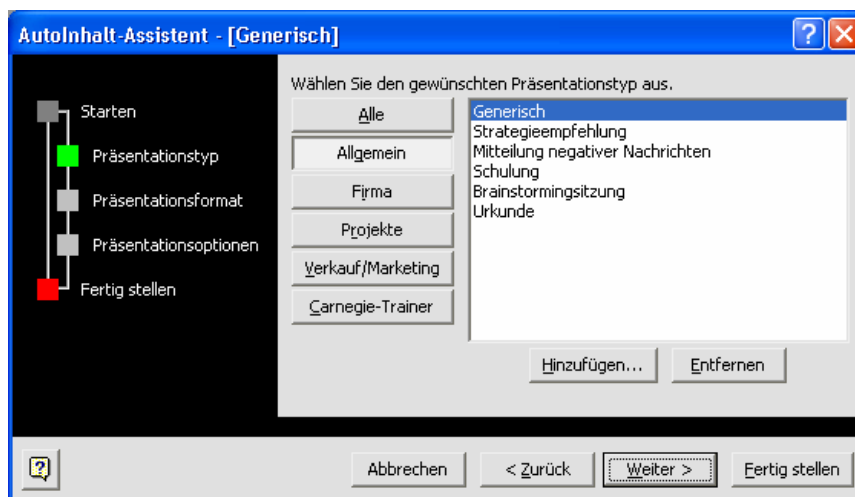 AutoInhalt-Assistent - [Generisch]
Starten
Präsentationstyp
Präsentationsformat
Präsentationsoptionen
Fertig stellen
Wählen Sie den gewünschten Präsentationstyp aus.
Alle
Allgemein
Firma
Projekte
Verkauf/Marketing
Carnegie-Trainer
Generisch
Strategieempfehlung
Mitteilung negativer Nachrichten
Schulung
Brainstormingsitzung
Urkunde
Hinzufügen...
Entfernen
Abbrechen
< Zurück
Weiter >
Fertig stellen